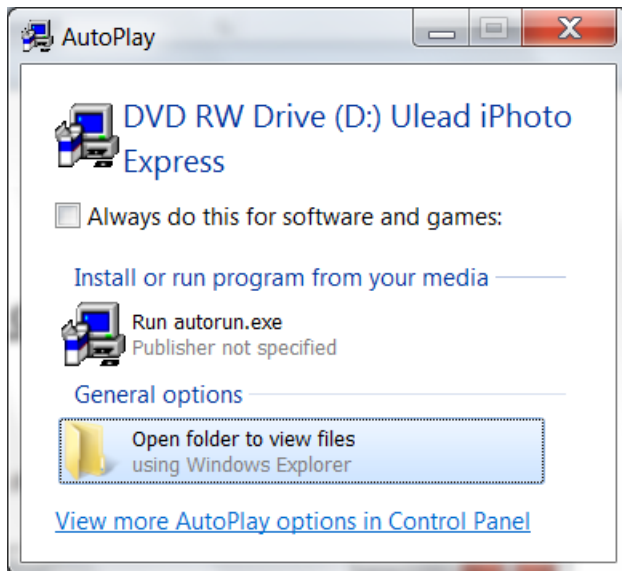 AutoPlay
DVD RW Drive (D:) Ulead iPhoto
Express
Always do this for software and games:
Install or run program from your media
Run autorun.exe
Publisher not specified
General options
Open folder to view files
using Windows Explorer
View more AutoPlay options in Control Panel